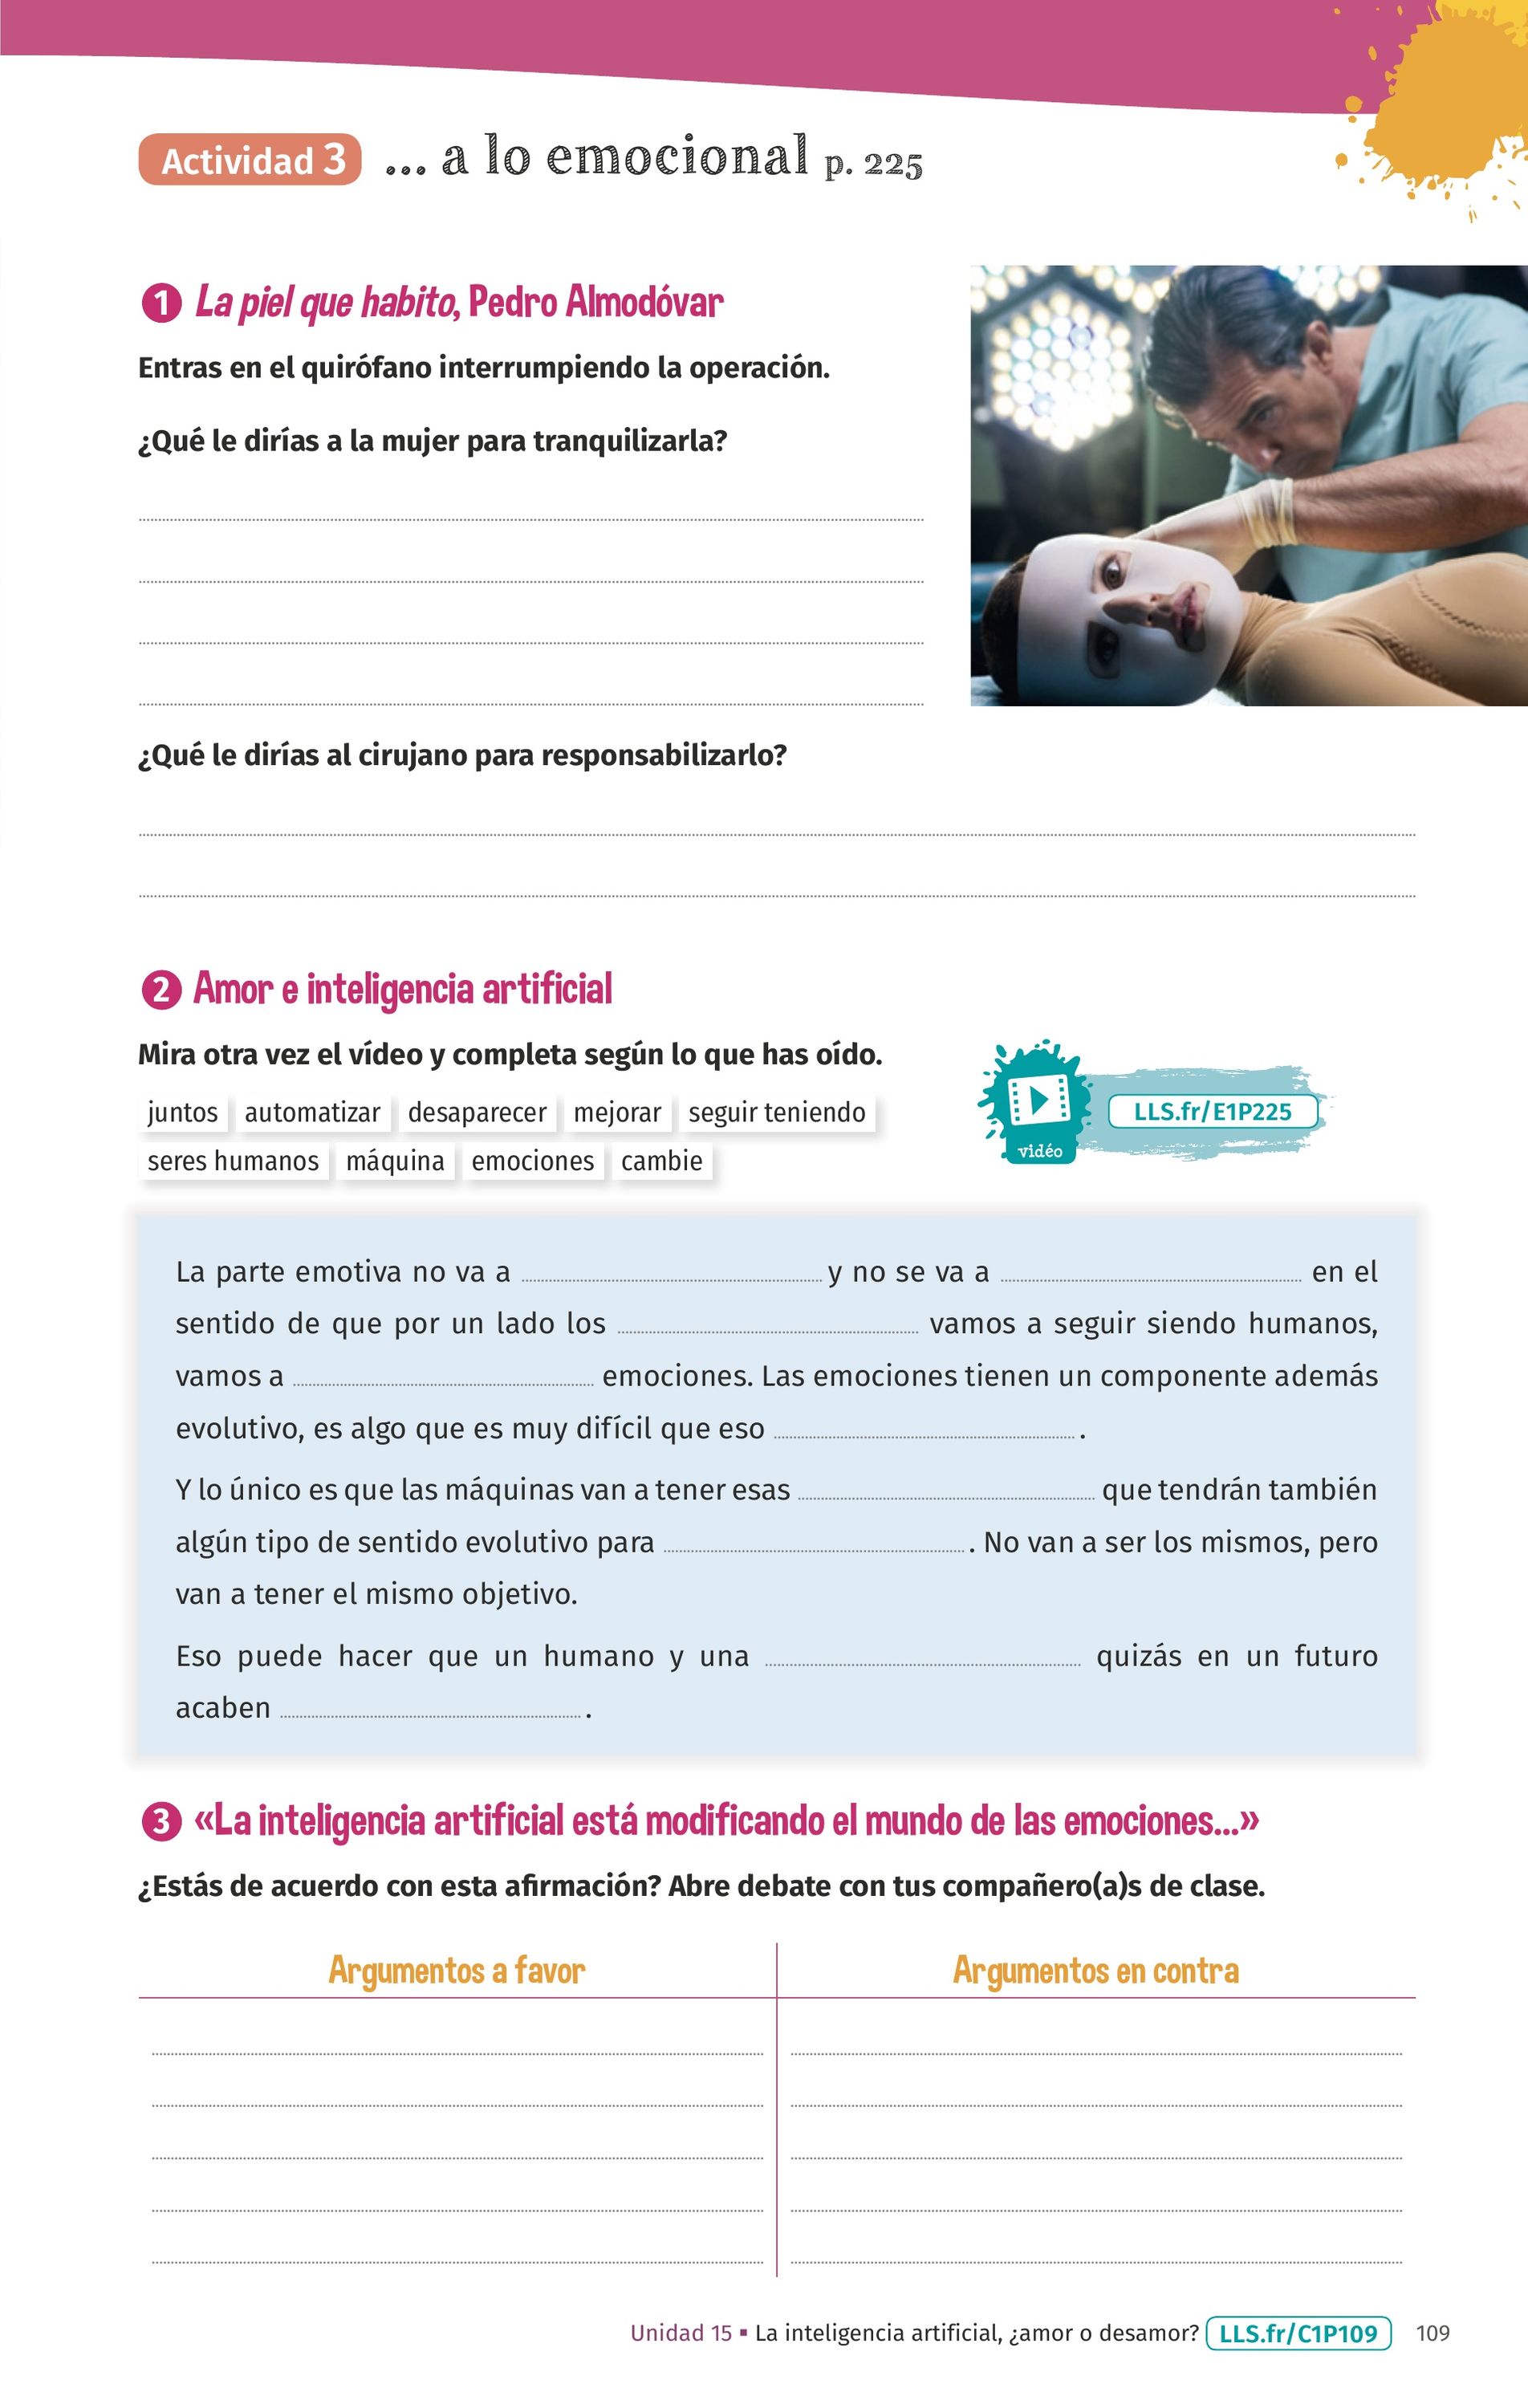 Actividad 3 ... a lo emocional p. 225
1 La piel que habito, Pedro Almodóvar
Entras en el quirófano interrumpiendo la operación.
¿Qué le dirías a la mujer para tranquilizarla?
¿Qué le dirías al cirujano para responsabilizarlo?
2 Amor e inteligencia artificial
Mira otra vez el vídeo y completa según lo que has oído.
juntos automatizar desaparecer mejorar seguir teniendo
seres humanos máquina emociones cambie
vidéo
LLS.fr/E1P225
La parte emotiva no va a y no se va a en el
sentido de que por un lado los vamos a seguir siendo humanos,
vamos a emociones. Las emociones tienen un componente además
evolutivo, es algo que es muy difícil que eso .
Y lo único es que las máquinas van a tener esas que tendrán también
algún tipo de sentido evolutivo para . No van a ser los mismos, pero
van a tener el mismo objetivo.
Eso puede hacer que un humano y una quizás en un futuro
acaben .
3 «La inteligencia artificial está modificando el mundo de las emociones...»
¿Estás de acuerdo con esta afirmación? Abre debate con tus compañero(a)s de clase.
Argumentos a favor Argumentos en contra
Unidad 15 ▪ La inteligencia artificial, ¿amor o desamor? LLS.fr/C1P109 109